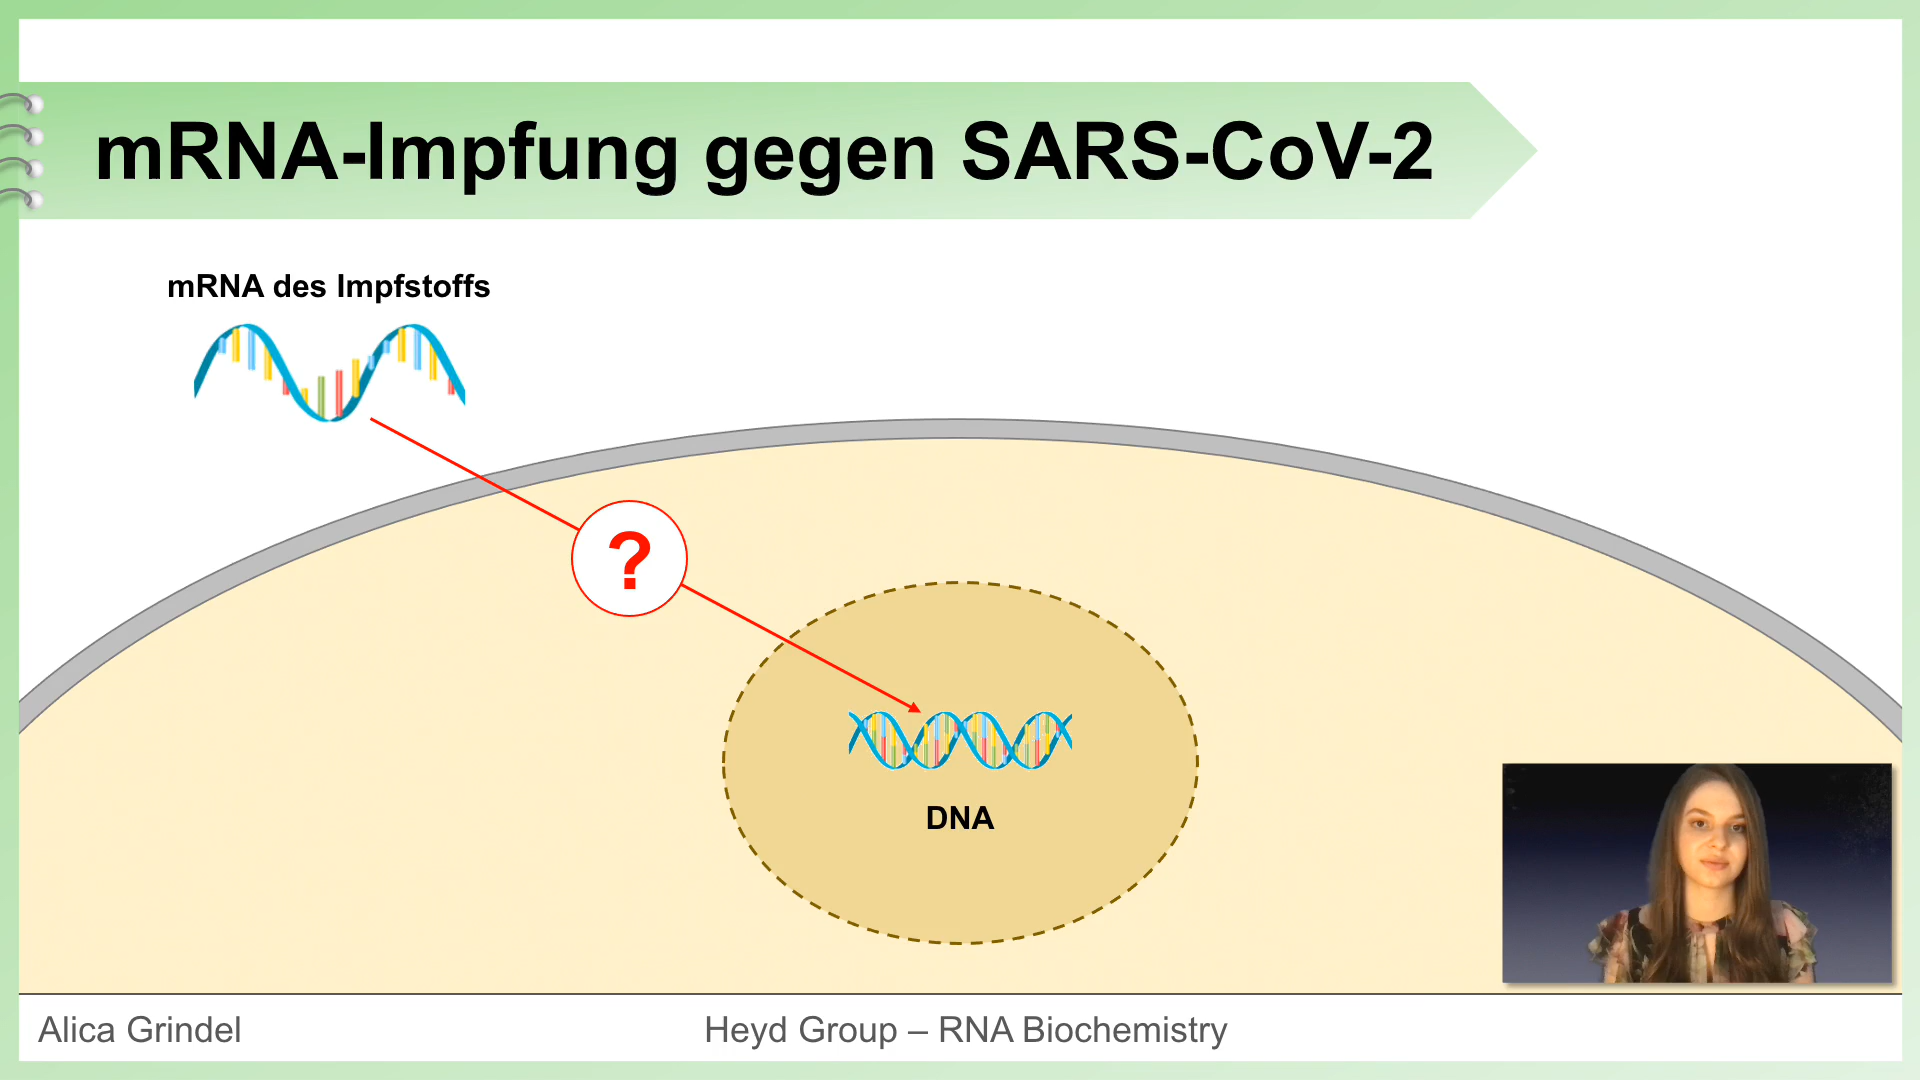 mRNA-Impfung gegen SARS-CoV-2
mRNA des Impfstoffs
?
DNA
Alica Grindel
Heyd Group – RNA Biochemistry